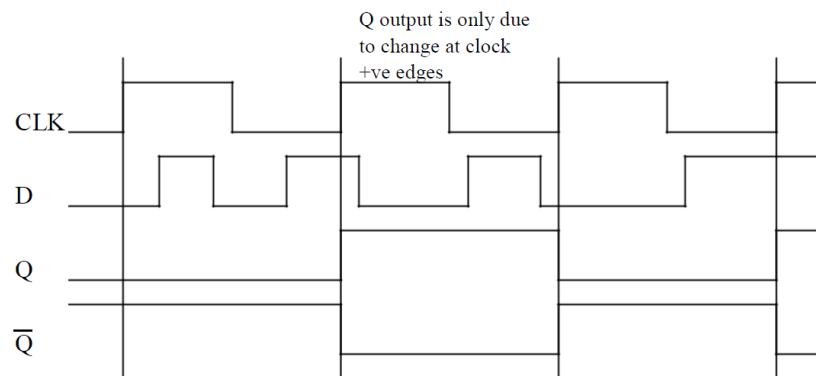 Q output is only due
to change at clock
+ve edges
CLK
D
Q
Q̅